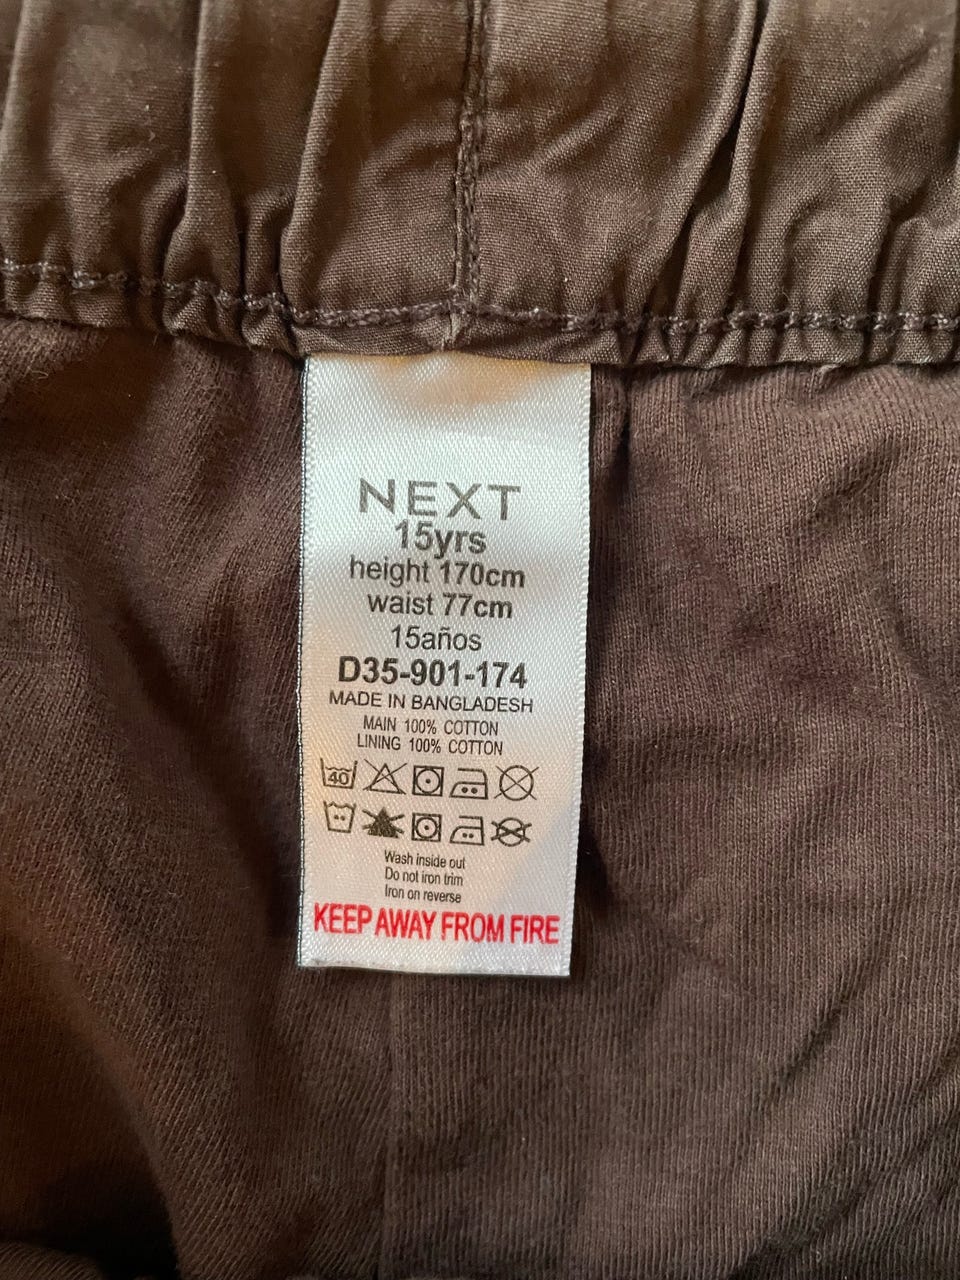 NEXT
15yrs
height 170cm
waist 77cm
15años
D35-901-174
MADE IN BANGLADESH
MAIN 100% COTTON
LINING 100% COTTON
40
Wash inside out
Do not iron trim
Iron on reverse
KEEP AWAY FROM FIRE